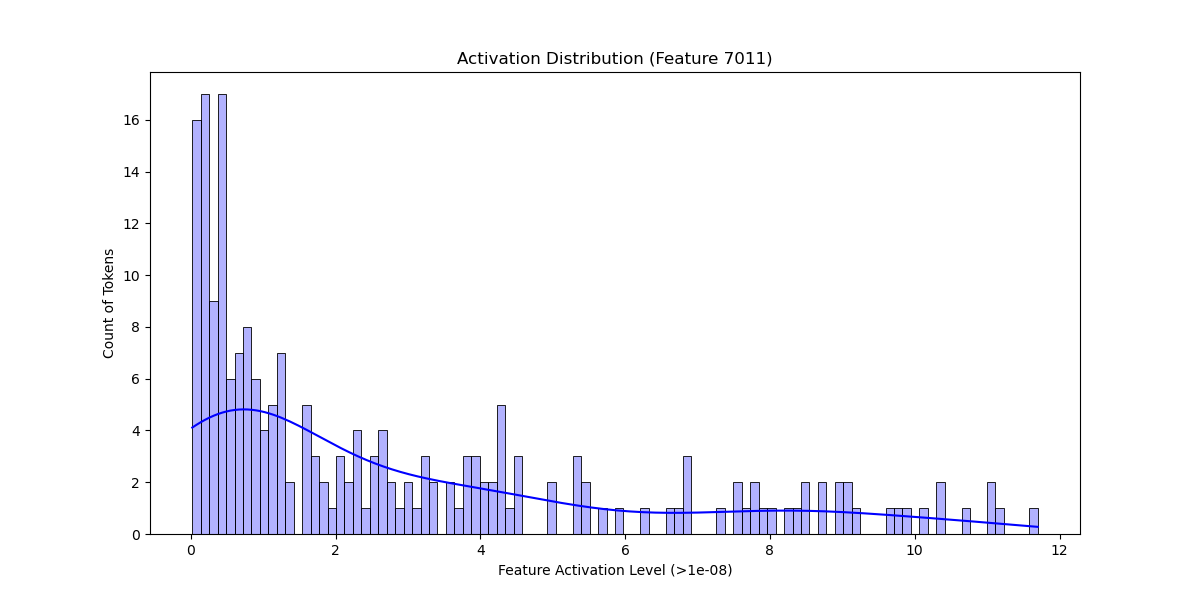 Activation Distribution (Feature 7011)
16
14
12
10
8
6
4
2
0
Count of Tokens
0 2 4 6 8 10 12
Feature Activation Level (>1e-08)